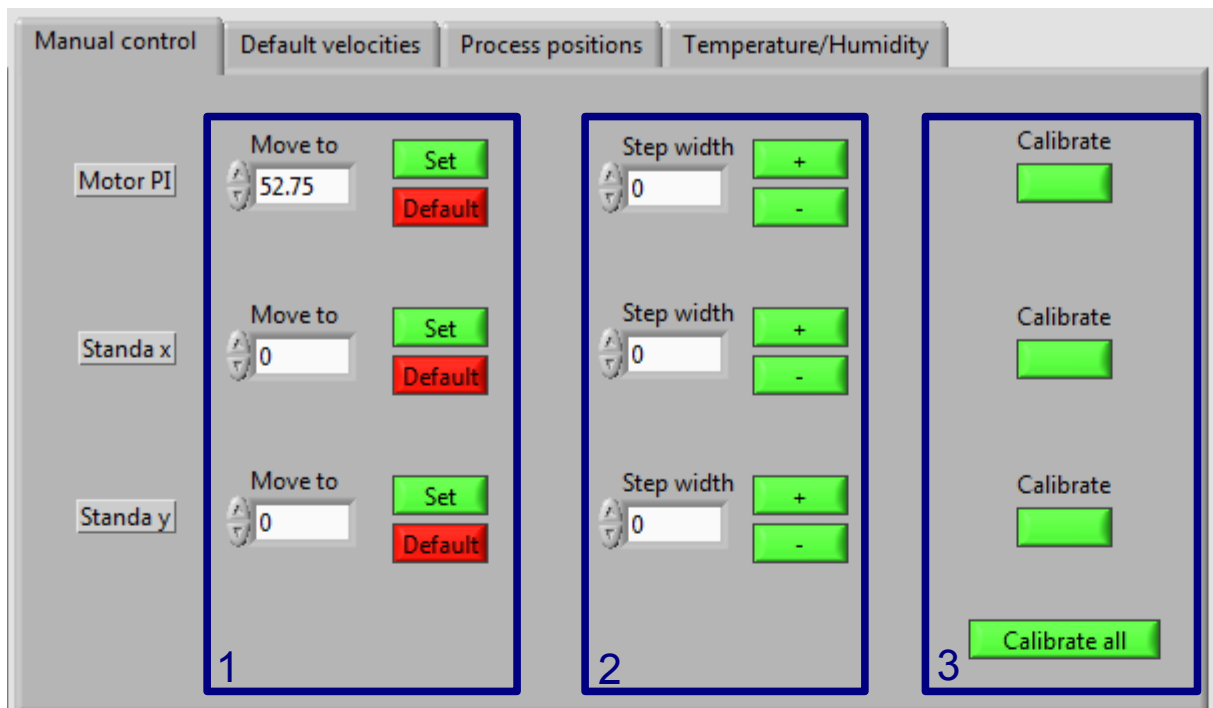 Manual control Default velocities Process positions Temperature/Humidity
Move to Step width Calibrate
Motor PI 52.75 Set 0 +
Default -
Move to Step width Calibrate
Standa x 0 Set 0 +
Default -
Move to Step width Calibrate
Standa y 0 Set 0 +
Default -
Calibrate all
1 2 3